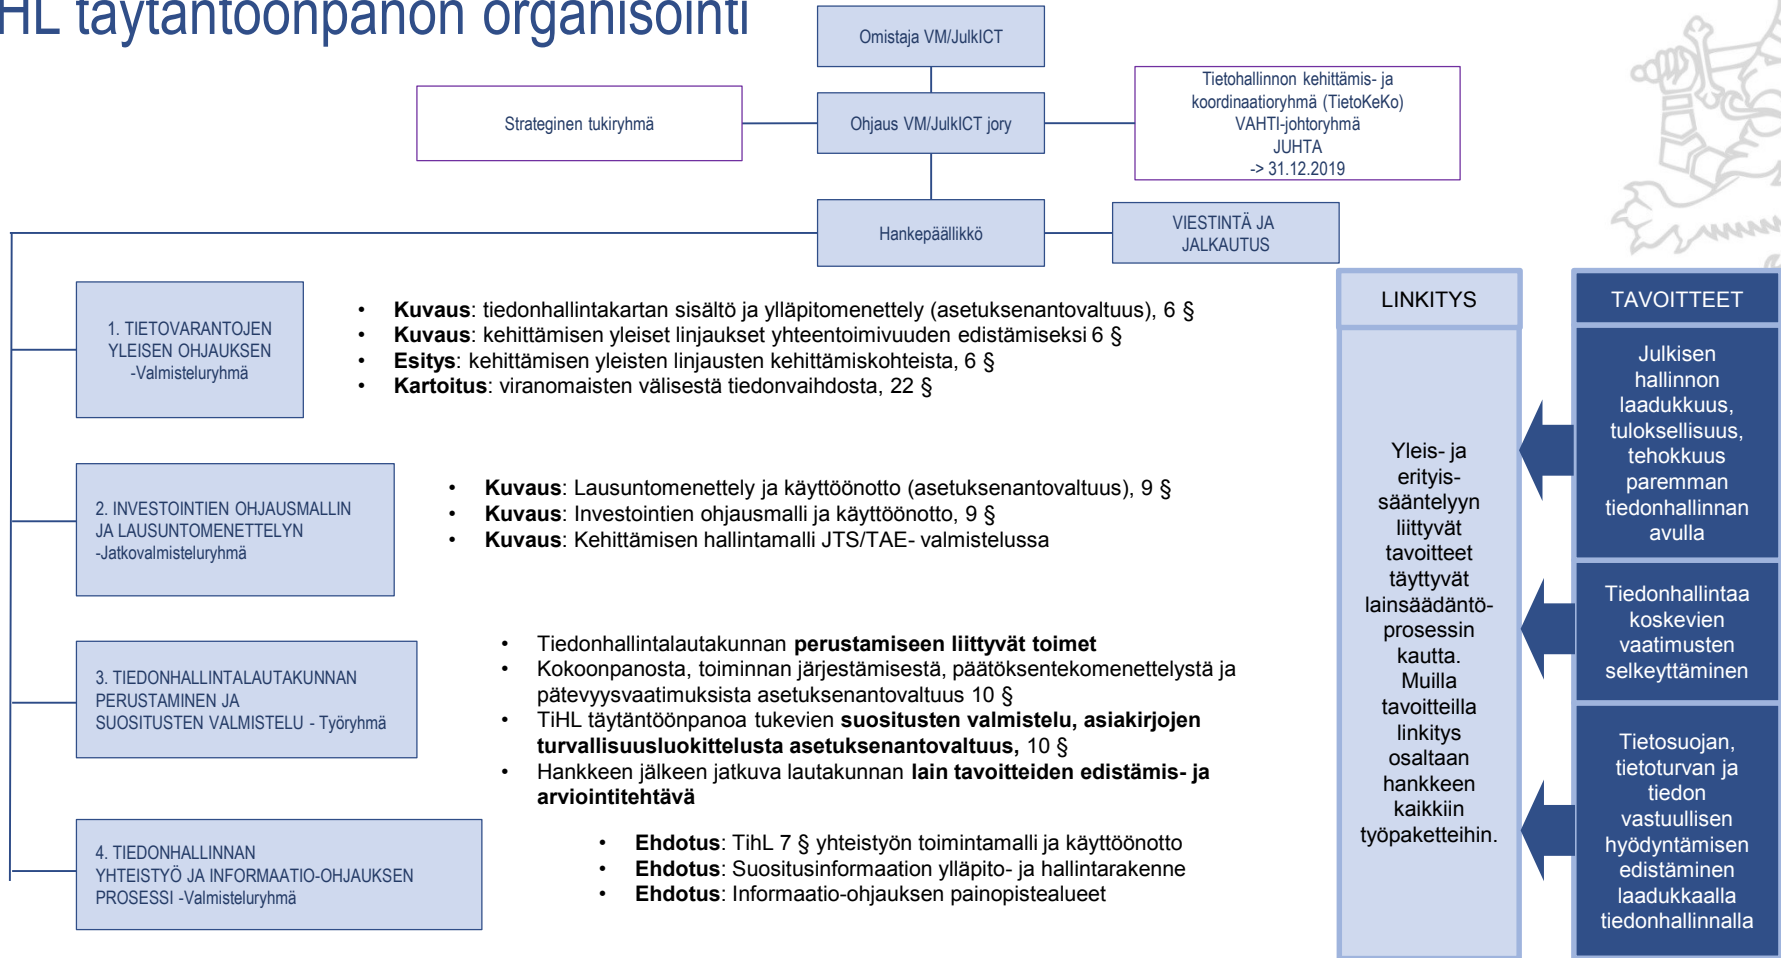 HL täytäntöönpanon organisointi
Omistaja VM/JulkICT
Strateginen tukiryhmä
Ohjaus VM/JulkICT jory
Tietohallinnon kehittämis- ja
koordinaatioryhmä (TietoKeKo)
VAHTI-johtoryhmä
JUHTA
-> 31.12.2019
Hankepäällikkö
VIESTINTÄ JA
JALKAUTUS
1. TIETOVARANTOJEN
YLEISEN OHJAUKSEN
-Valmisteluryhmä
• Kuvaus: tiedonhallintakartan sisältö ja ylläpitomenettely (asetuksenantovaltuus), 6 §
• Kuvaus: kehittämisen yleiset linjaukset yhteentoimivuuden edistämiseksi 6 §
• Esitys: kehittämisen yleisten linjausten kehittämiskohteista, 6 §
• Kartoitus: viranomaisten välisestä tiedonvaihdosta, 22 §
2. INVESTOINTIEN OHJAUSMALLIN
JA LAUSUNTOMENETTELYN
-Jatkovalmisteluryhmä
• Kuvaus: Lausuntomenettely ja käyttöönotto (asetuksenantovaltuus), 9 §
• Kuvaus: Investointien ohjausmalli ja käyttöönotto, 9 §
• Kuvaus: Kehittämisen hallintamalli JTS/TAE- valmistelussa
3. TIEDONHALLINTALAUTAKUNNAN
PERUSTAMINEN JA
SUOSITUSTEN VALMISTELU - Työryhmä
• Tiedonhallintalautakunnan perustamiseen liittyvät toimet
• Kokoonpanosta, toiminnan järjestämisestä, päätöksentekomenettelystä ja
pätevyysvaatimuksista asetuksenantovaltuus 10 §
• TiHL täytäntöönpanoa tukevien suositusten valmistelu, asiakirjojen
turvallisuusluokittelusta asetuksenantovaltuus, 10 §
• Hankkeen jälkeen jatkuva lautakunnan lain tavoitteiden edistämis- ja
arviointitehtävä
4. TIEDONHALLINNAN
YHTEISTYÖ JA INFORMAATIO-OHJAUKSEN
PROSESSI -Valmisteluryhmä
• Ehdotus: TihL 7 § yhteistyön toimintamalli ja käyttöönotto
• Ehdotus: Suositusinformaation ylläpito- ja hallintarakenne
• Ehdotus: Informaatio-ohjauksen painopistealueet
LINKITYS
Yleis- ja
erityis-
sääntelyyn
liittyvät
tavoitteet
täyttyvät
lainsäädäntö-
prosessin
kautta.
Muilla
tavoitteilla
linkitys
osaltaan
hankkeen
kaikkiin
työpaketteihin.
TAVOITTEET
Julkisen
hallinnon
laadukkuus,
tuloksellisuus,
tehokkuus
paremman
tiedonhallinnan
avulla
Tiedonhallintaa
koskevien
vaatimusten
selkeyttäminen
Tietosuojan,
tietoturvan ja
tiedon
vastuullisen
hyödyntämisen
edistäminen
laadukkaalla
tiedonhallinnalla